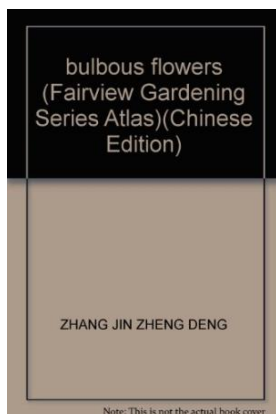 bulbous flowers
(Fairview Gardening
Series Atlas)(Chinese
Edition)
ZHANG JIN ZHENG DENG
Note: This is not the actual book cover